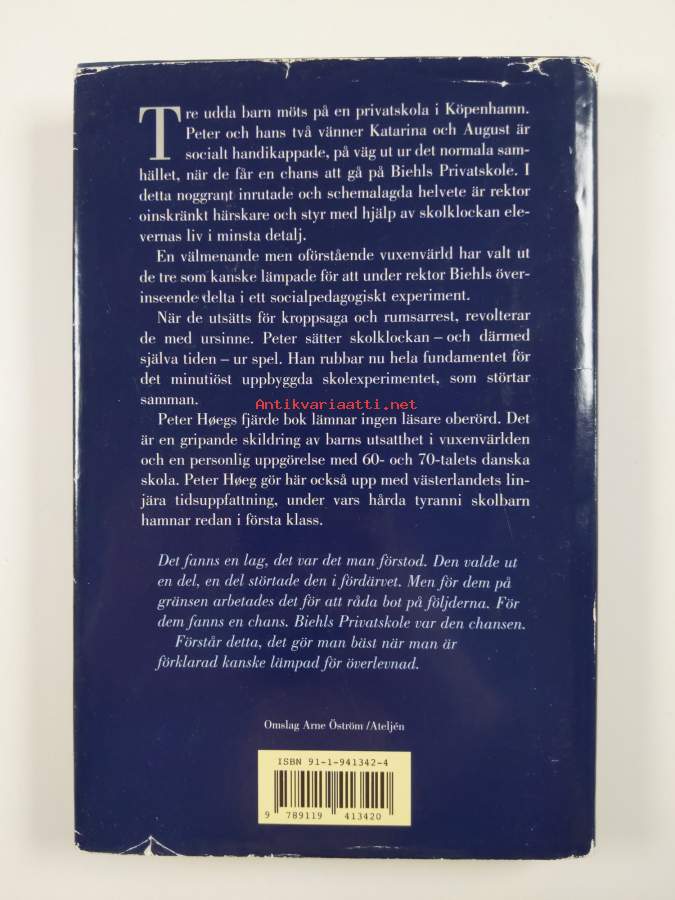 Tre udda barn möts på en privatskola i Köpenhamn.
Peter och hans två vänner Katarina och August är
socialt handikappade, på väg ut ur det normala sam-
hället, när de får en chans att gå på Biehls Privatskole. I
detta noggrant inrutade och schemalagda helvete är rektor
oinskränkt härskare och styr med hjälp av skolklockan ele-
vernas liv i minsta detalj.
En välmenande men oförstående vuxenvärld har valt ut
de tre som kanske lämpade för att under rektor Biehls över-
inseende delta i ett socialpedagogiskt experiment.
När de utsätts för kroppsaga och rumsarrest, revolterar
de med ursinne. Peter sätter skolklockan – och därmed
själva tiden – ur spel. Han rubbar nu hela fundamentet för
det minutiöst uppbyggda skolexperimentet, som störtar
samman.
Antikvariaatti.net
Peter Høegs fjärde bok lämnar ingen läsare oberörd. Det
är en gripande skildring av barns utsatthet i vuxenvärlden
och en personlig uppgörelse med 60- och 70-talets danska
skola. Peter Høeg gör här också upp med västerlandets lin-
jära tidsuppfattning, under vars hårda tyranni skolbarn
hamnar redan i första klass.
Det fanns en lag, det var det man förstod. Den valde ut
en del, en del störtade den i fördärvet. Men för dem på
gränsen arbetades det för att råda bot på följderna. För
dem fanns en chans. Biehls Privatskole var den chansen.
Förstår detta, det gör man bäst när man är
förklarad kanske lämpad för överlevnad.
Omslag Arne Öström /Ateljén
ISBN 91-1-941342-4
9 789119 413420